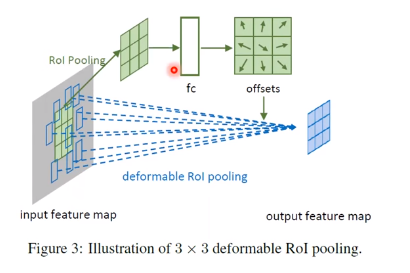 RoI Pooling
fc
offsets
deformable RoI pooling
input feature map
output feature map
Figure 3: Illustration of 3 × 3 deformable RoI pooling.